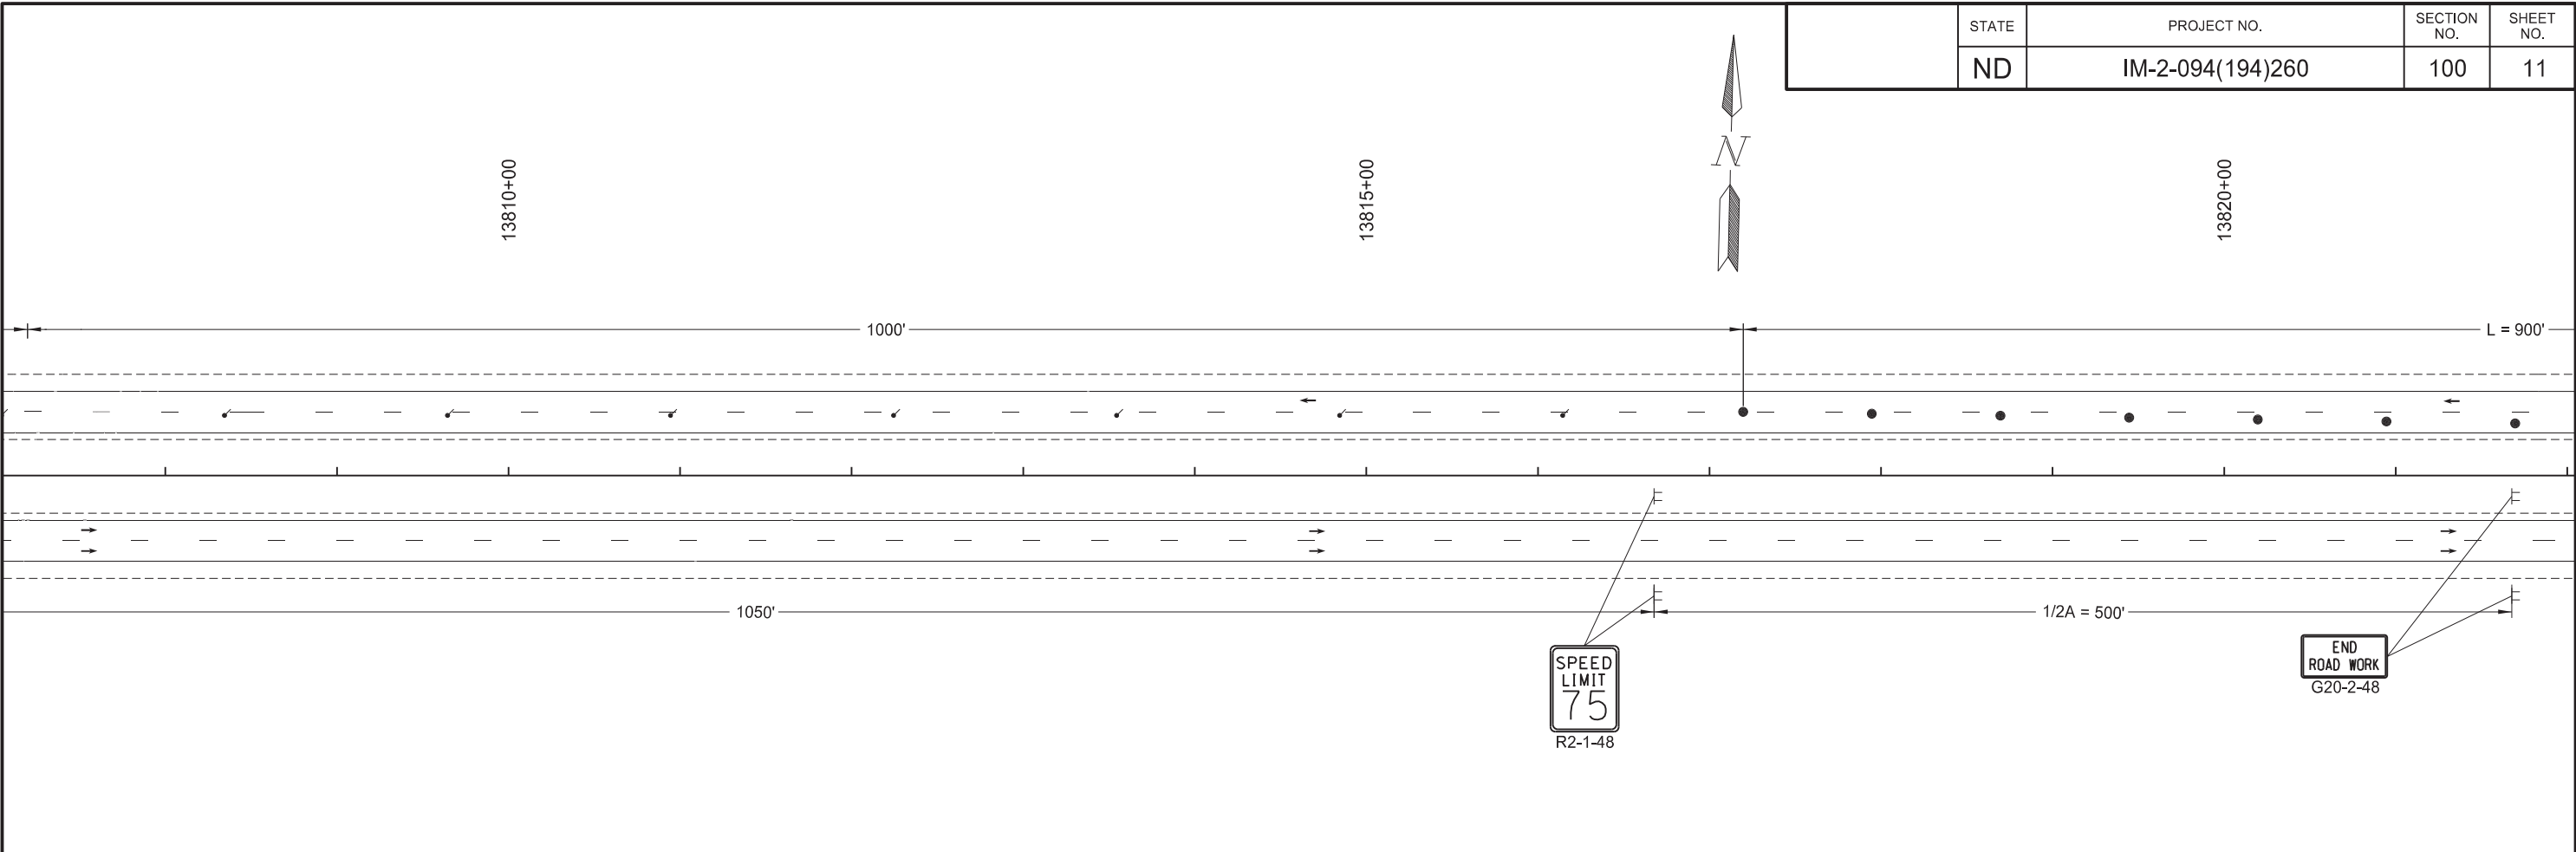 STATE
PROJECT NO.
SECTION NO.
SHEET NO.
ND
IM-2-094(194)260
100
11
N
13810+00
13815+00
13820+00
1000'
L = 900'
1050'
1/2A = 500'
SPEED
LIMIT
75
R2-1-48
END
ROAD WORK
G20-2-48